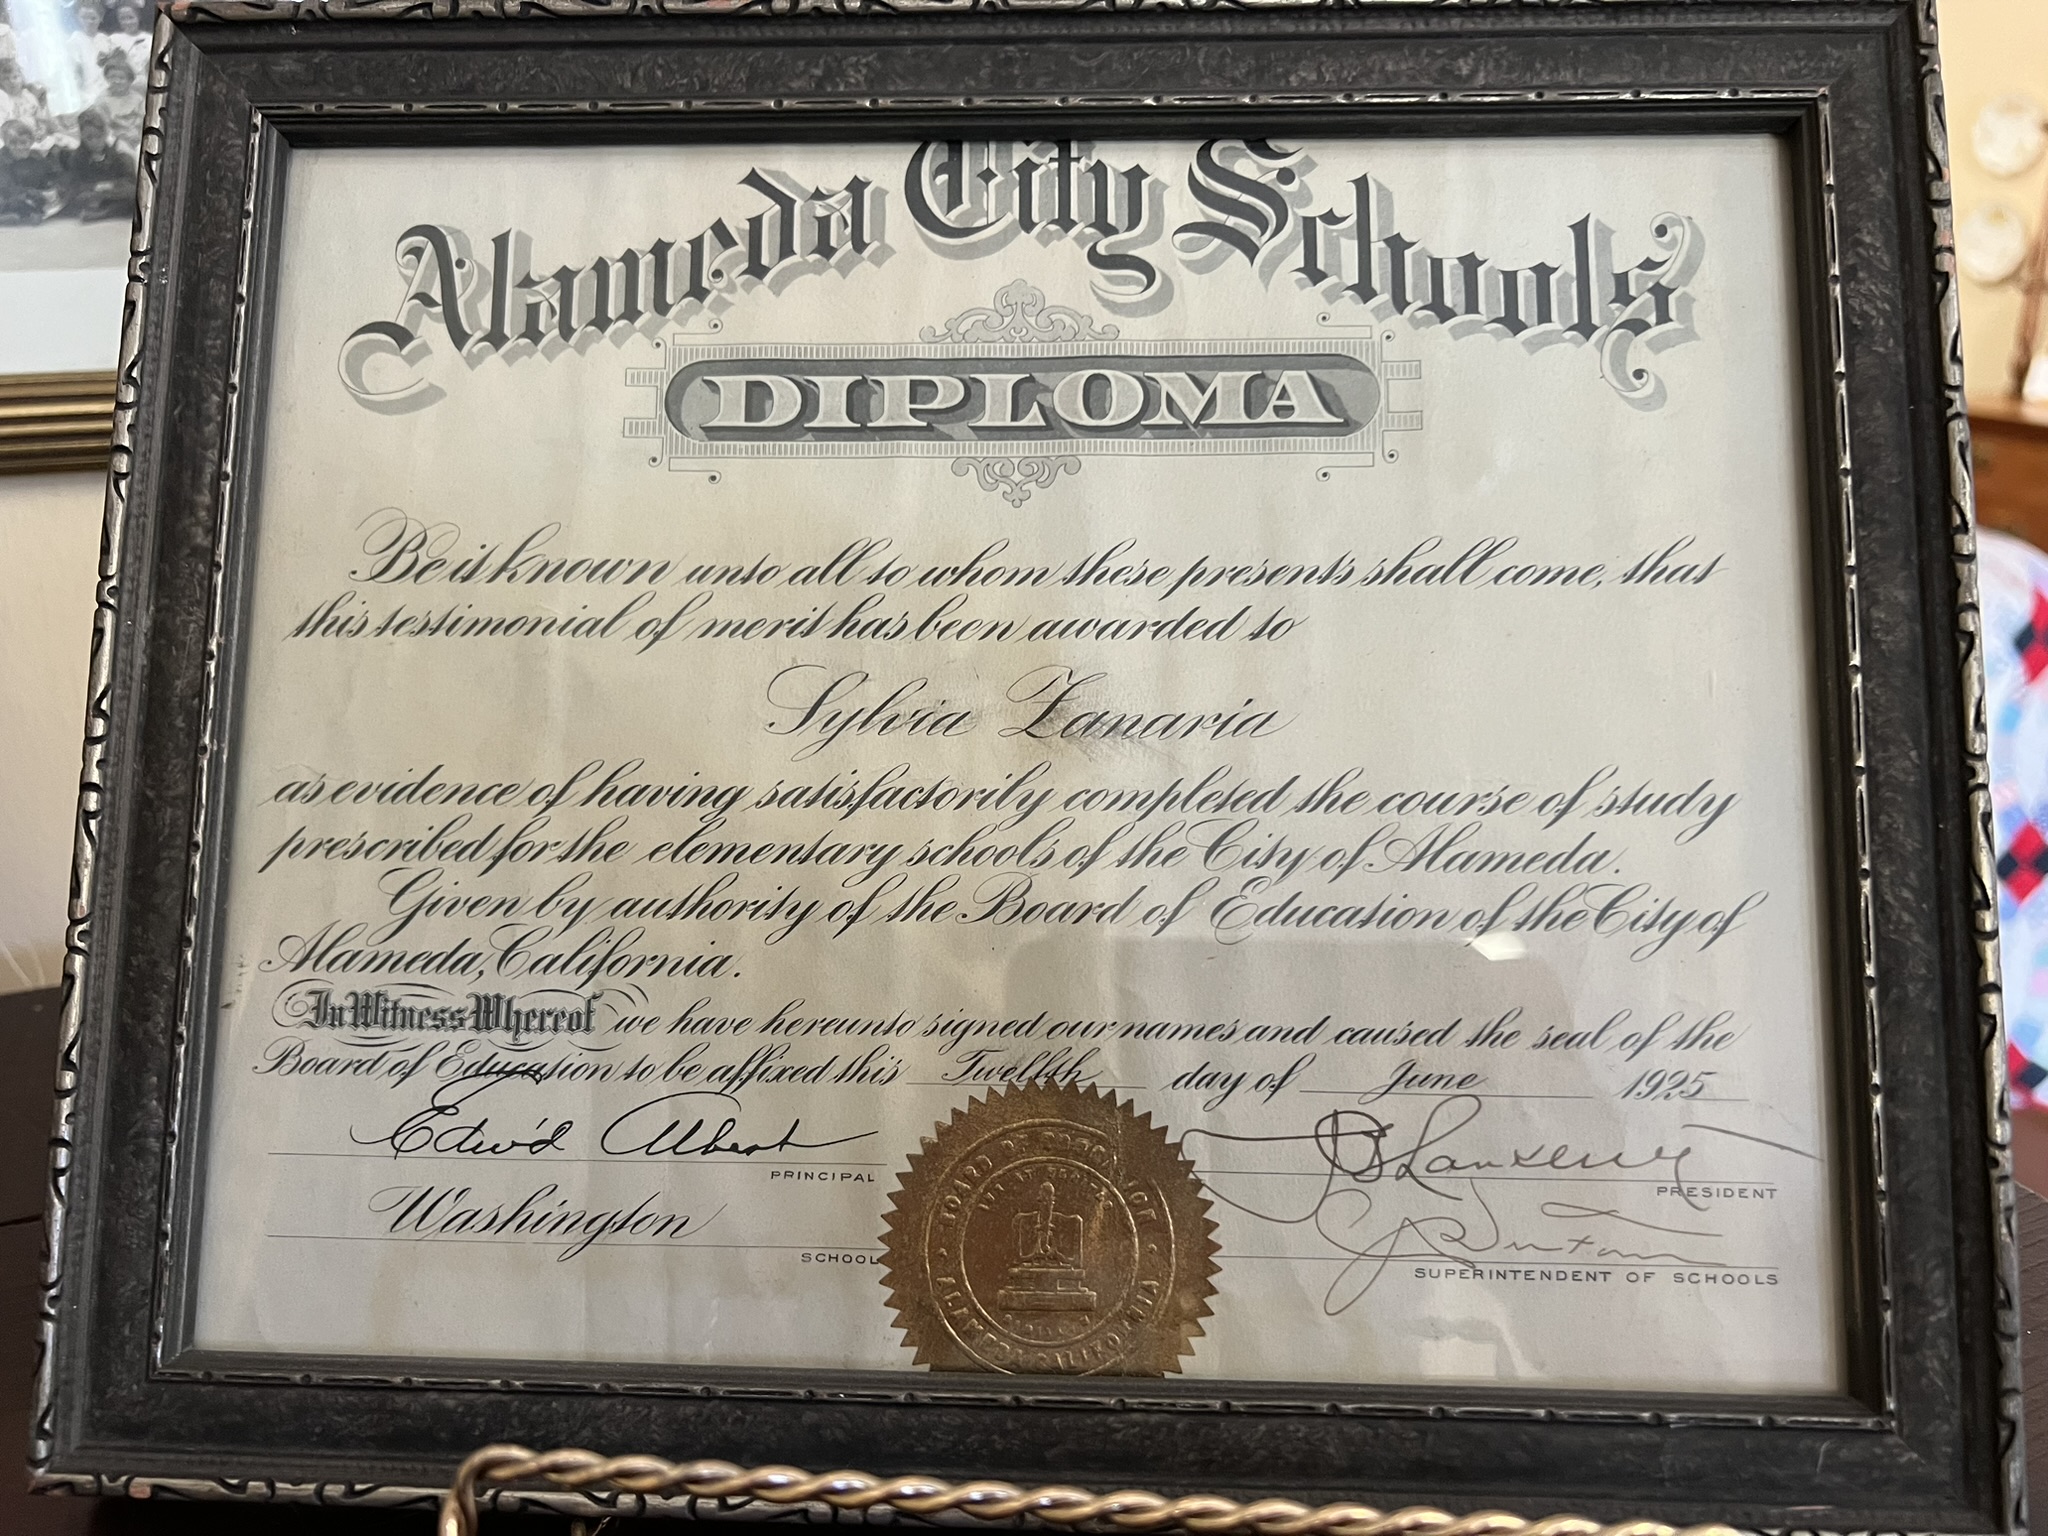 Alameda City Schools
DIPLOMA
Be it known unto all to whom these presents shall come, that
this testimonial of merit has been awarded to
Sylvia Zanaria
as evidence of having satisfactorily completed the course of study
prescribed for the elementary schools of the City of Alameda.
Given by authority of the Board of Education of the City of
Alameda, California.
In Witness Whereof we have hereunto signed our names and caused the seal of the
Board of Education to be affixed this Twelfth day of June 1925
Edw'd Albert
PRINCIPAL
PRESIDENT
Washington
SCHOOL
SUPERINTENDENT OF SCHOOLS
BOARD OF EDUCATION
ALAMEDA CALIFORNIA